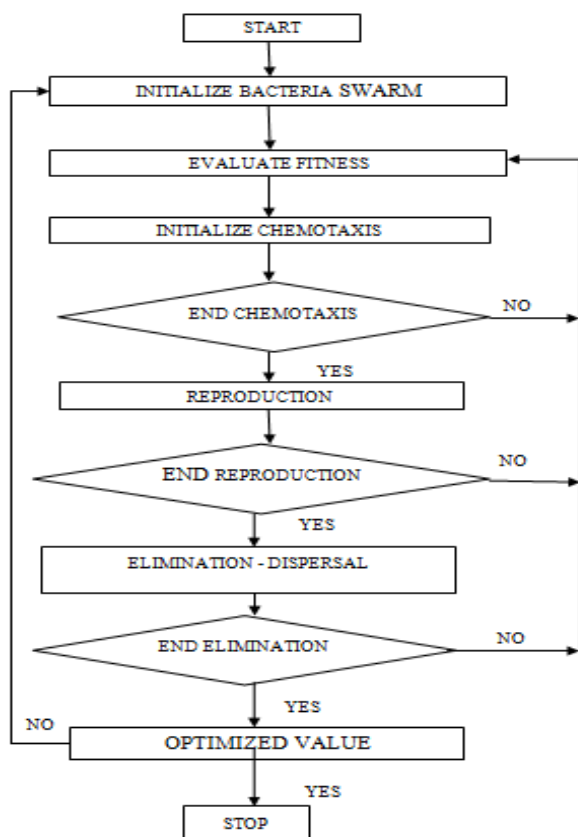 START
INITIALIZE BACTERIA SWARM
EVALUATE FITNESS
INITIALIZE CHEMOTAXIS
END CHEMOTAXIS
NO
YES
REPRODUCTION
END REPRODUCTION
NO
YES
ELIMINATION - DISPERSAL
END ELIMINATION
NO
YES
NO
OPTIMIZED VALUE
YES
STOP